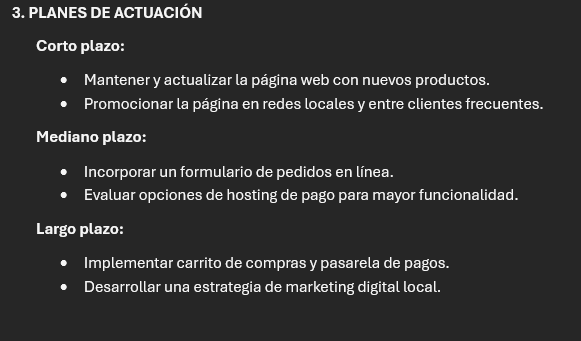 3. PLANES DE ACTUACIÓN
Corto plazo:
• Mantener y actualizar la página web con nuevos productos.
• Promocionar la página en redes locales y entre clientes frecuentes.
Mediano plazo:
• Incorporar un formulario de pedidos en línea.
• Evaluar opciones de hosting de pago para mayor funcionalidad.
Largo plazo:
• Implementar carrito de compras y pasarela de pagos.
• Desarrollar una estrategia de marketing digital local.